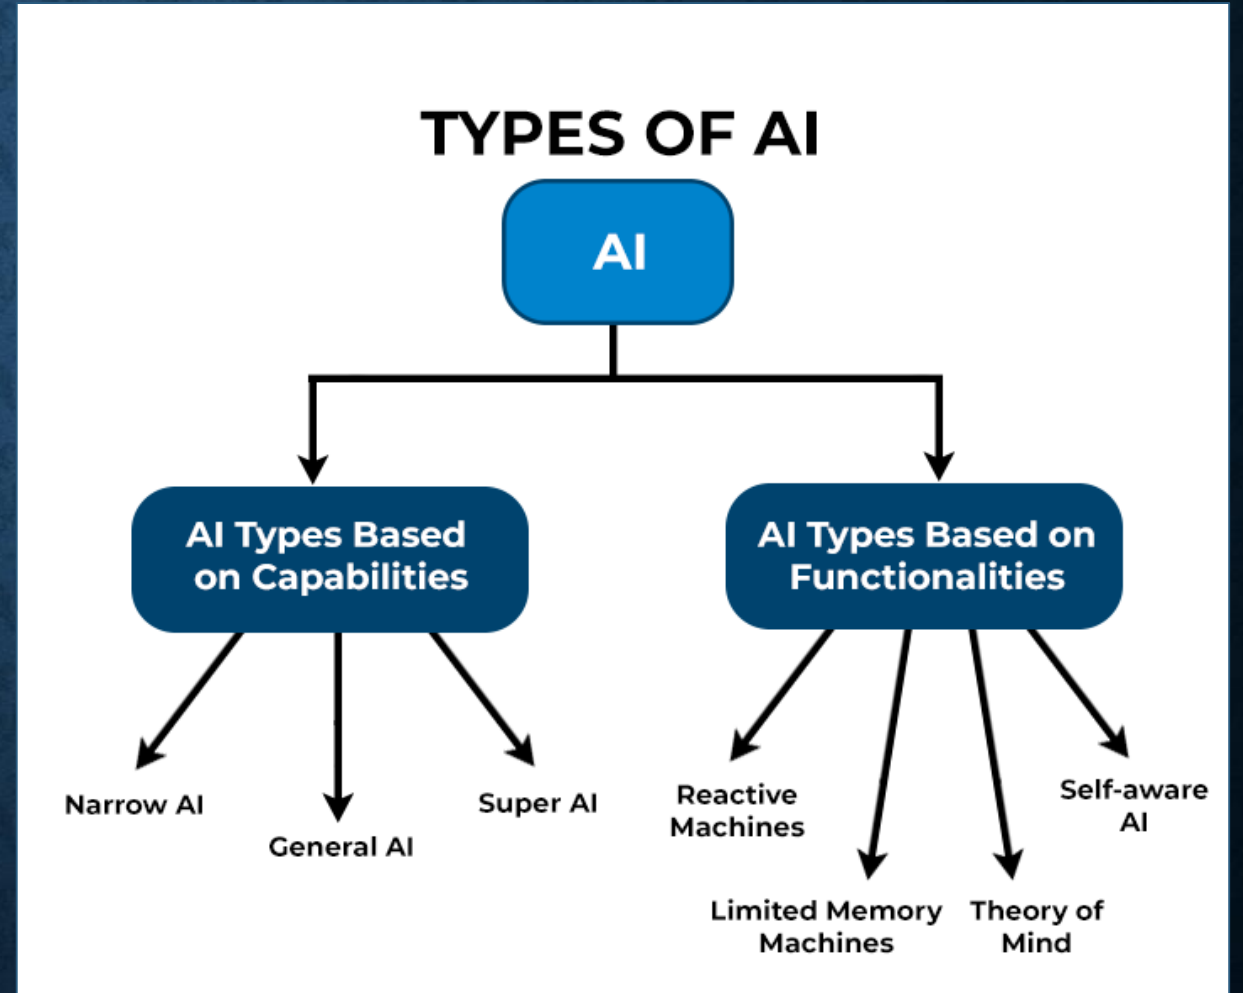 TYPES OF AI
AI
AI Types Based
on Capabilities
AI Types Based on
Functionalities
Narrow AI
General AI
Super AI
Reactive
Machines
Limited Memory
Machines
Theory of
Mind
Self-aware
AI